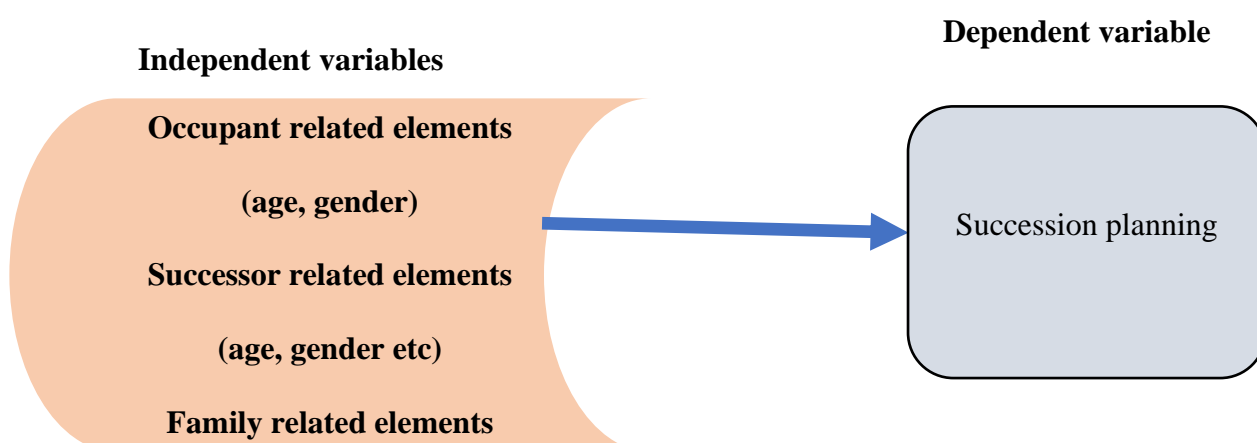 Dependent variable
Independent variables
Occupant related elements
(age, gender)
Successor related elements
(age, gender etc)
Family related elements
Succession planning